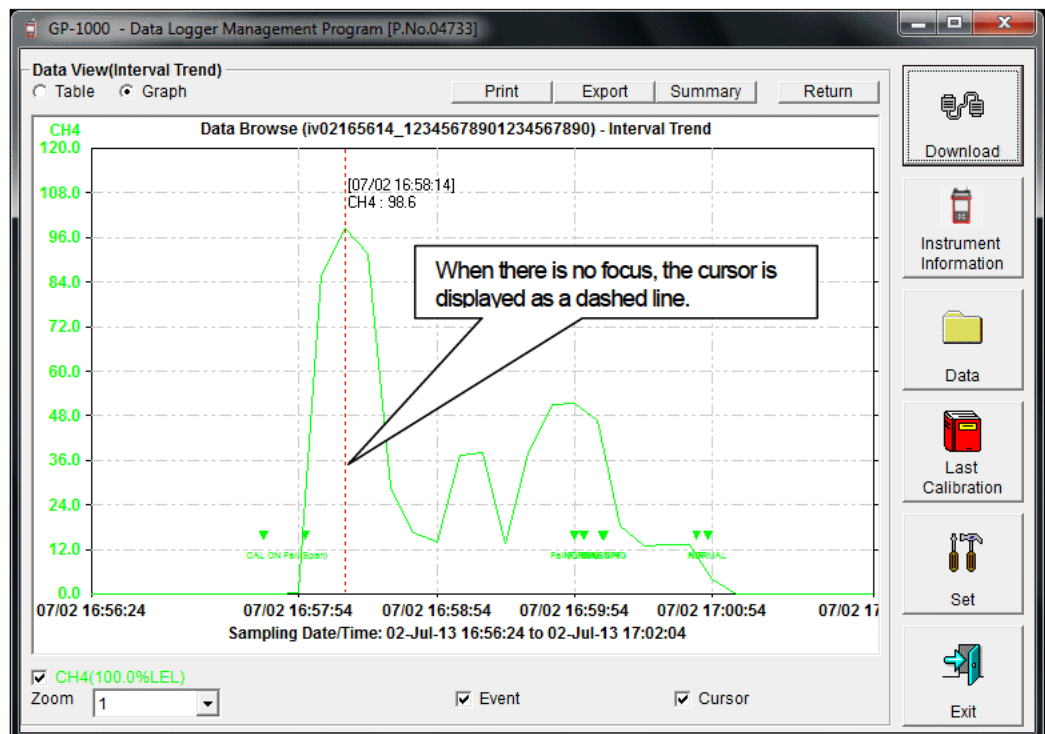 GP-1000 - Data Logger Management Program [P.No.04733]
Data View(Interval Trend)
Table Graph
Print Export Summary Return
CH4 Data Browse (iv02165614_12345678901234567890) - Interval Trend
120.0
[07/02 16:58:14]
108.0
CH4 : 98.6
96.0
When there is no focus, the cursor is
displayed as a dashed line.
84.0
72.0
60.0
48.0
36.0
24.0
CAL ON Fail(Span)
12.0
0.0
07/02 16:56:24 07/02 16:57:54 07/02 16:58:54 07/02 16:59:54 07/02 17:00:54 07/02 17
Sampling Date/Time: 02-Jul-13 16:56:24 to 02-Jul-13 17:02:04
CH4(100.0%LEL)
Zoom 1 Event Cursor
Download
Instrument
Information
Data
Last
Calibration
Set
Exit